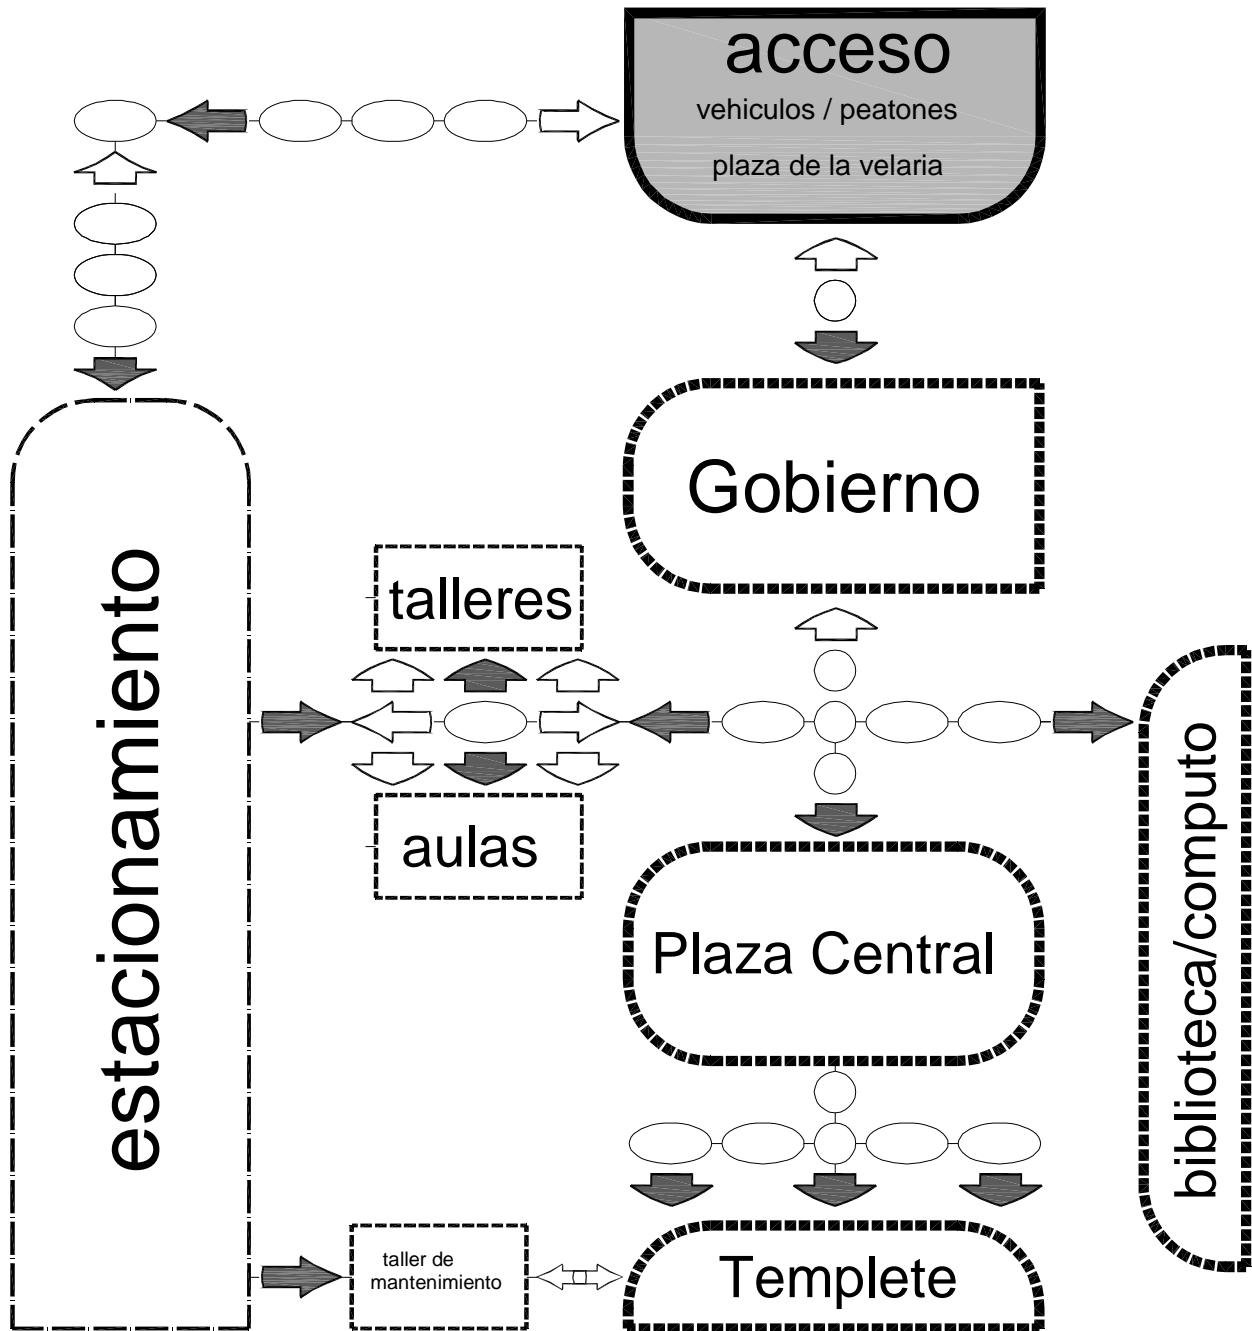 acceso
vehiculos / peatones
plaza de la velaria
Gobierno
estacionamiento
talleres
aulas
Plaza Central
biblioteca/computo
taller de
mantenimiento
Templete